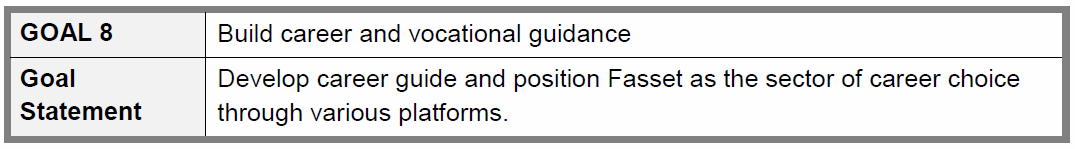 GOAL 8 Build career and vocational guidance
Goal Develop career guide and position Fasset as the sector of career choice
Statement through various platforms.